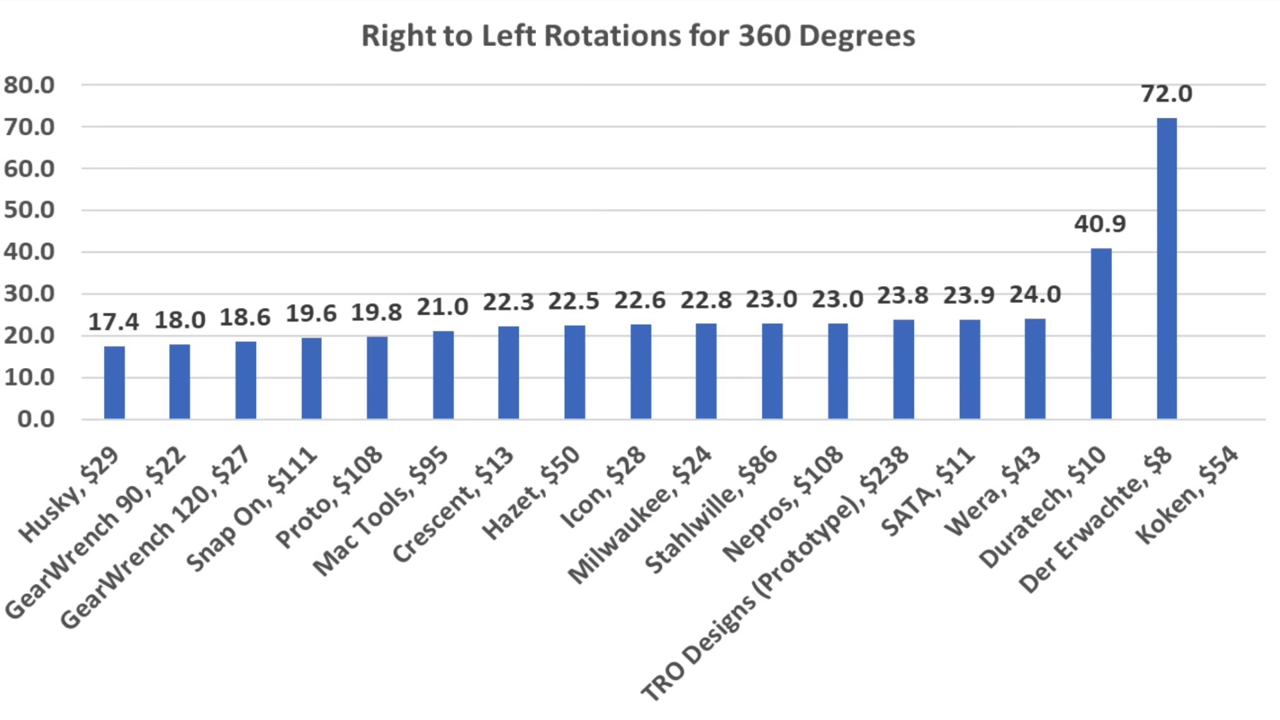 Right to Left Rotations for 360 Degrees
80.0
70.0
60.0
50.0
40.0
30.0
20.0
10.0
0.0
17.4
18.0
18.6
19.6
19.8
21.0
22.3
22.5
22.6
22.8
23.0
23.0
23.8
23.9
24.0
40.9
72.0
Husky, $29
GearWrench 90, $22
GearWrench 120, $27
Snap On, $111
Proto, $108
Mac Tools, $95
Crescent, $13
Hazet, $50
Icon, $28
Milwaukee, $24
Stahlwille, $86
Nepros, $108
TRO Designs (Prototype), $238
SATA, $11
Wera, $43
Duratech, $10
Der Erwachte, $8
Koken, $54